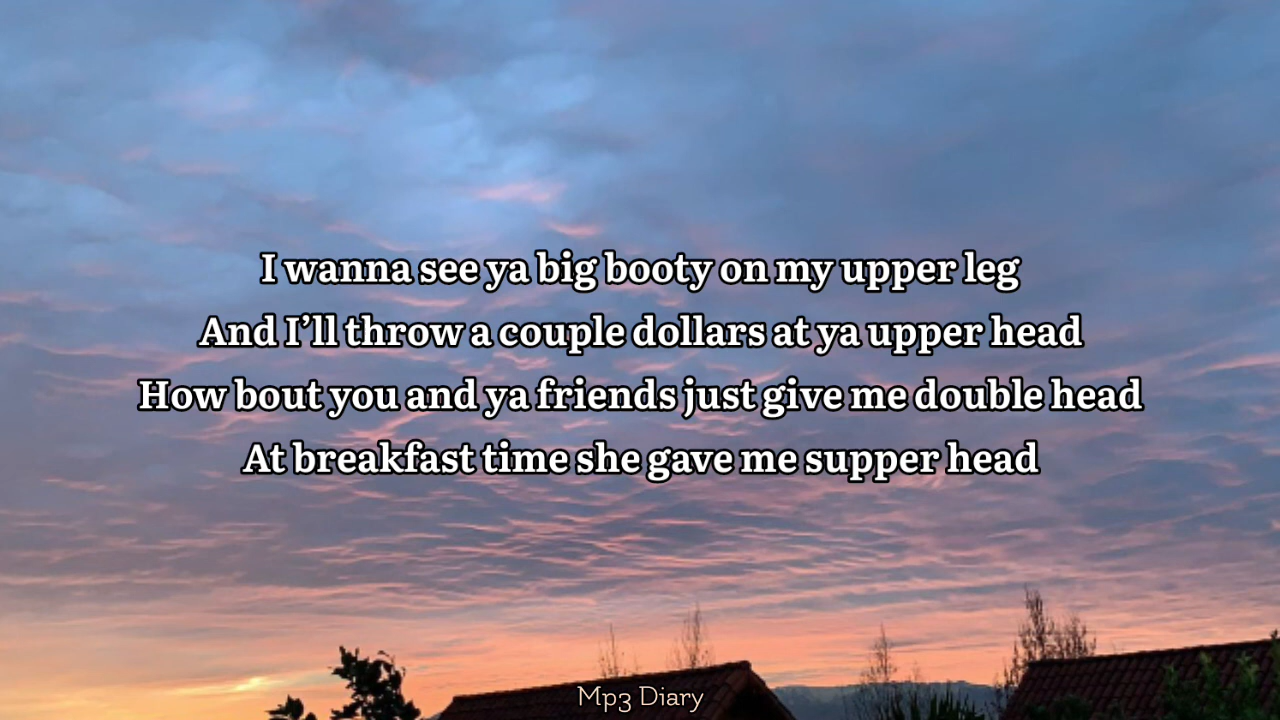 I wanna see ya big booty on my upper leg
And I’ll throw a couple dollars at ya upper head
How bout you and ya friends just give me double head
At breakfast time she gave me supper head
Mp3 Diary